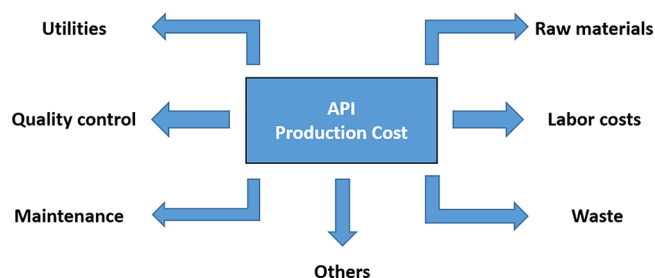 Utilities
Raw materials
API
Production Cost
Quality control
Labor costs
Maintenance
Waste
Others